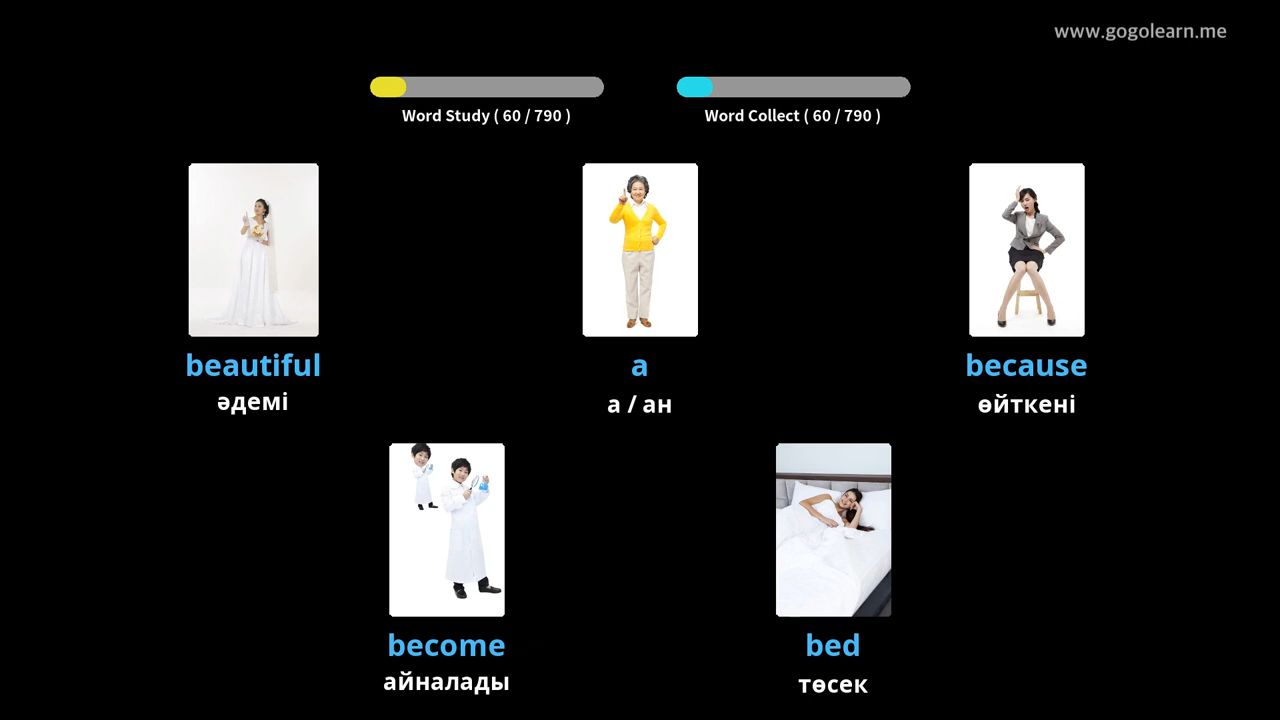 www.gogolearn.me
Word Study ( 60 / 790 )
Word Collect ( 60 / 790 )
beautiful
әдемі
a
а / ан
because
өйткені
become
айналады
bed
төсек